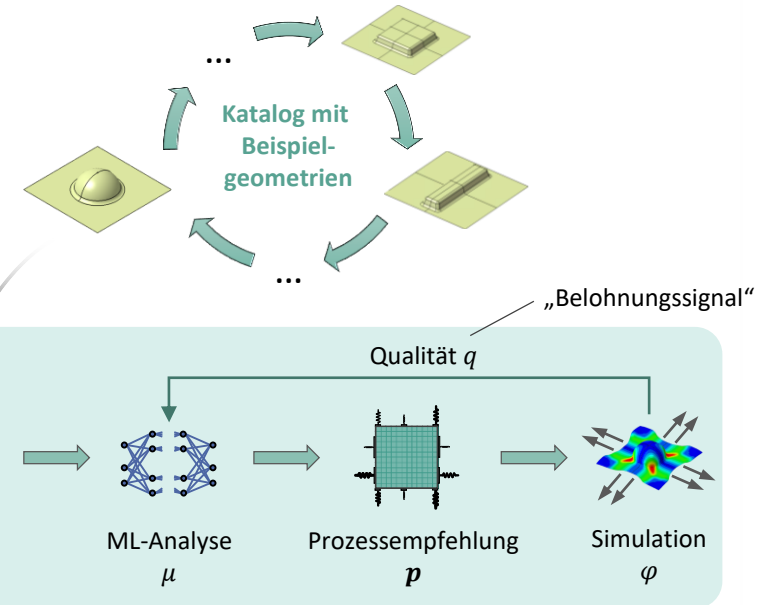 ...
Katalog mit
Beispiel-
geometrien
...
„Belohnungssignal“
Qualität q
ML-Analyse
μ
Prozessempfehlung
p
Simulation
φ